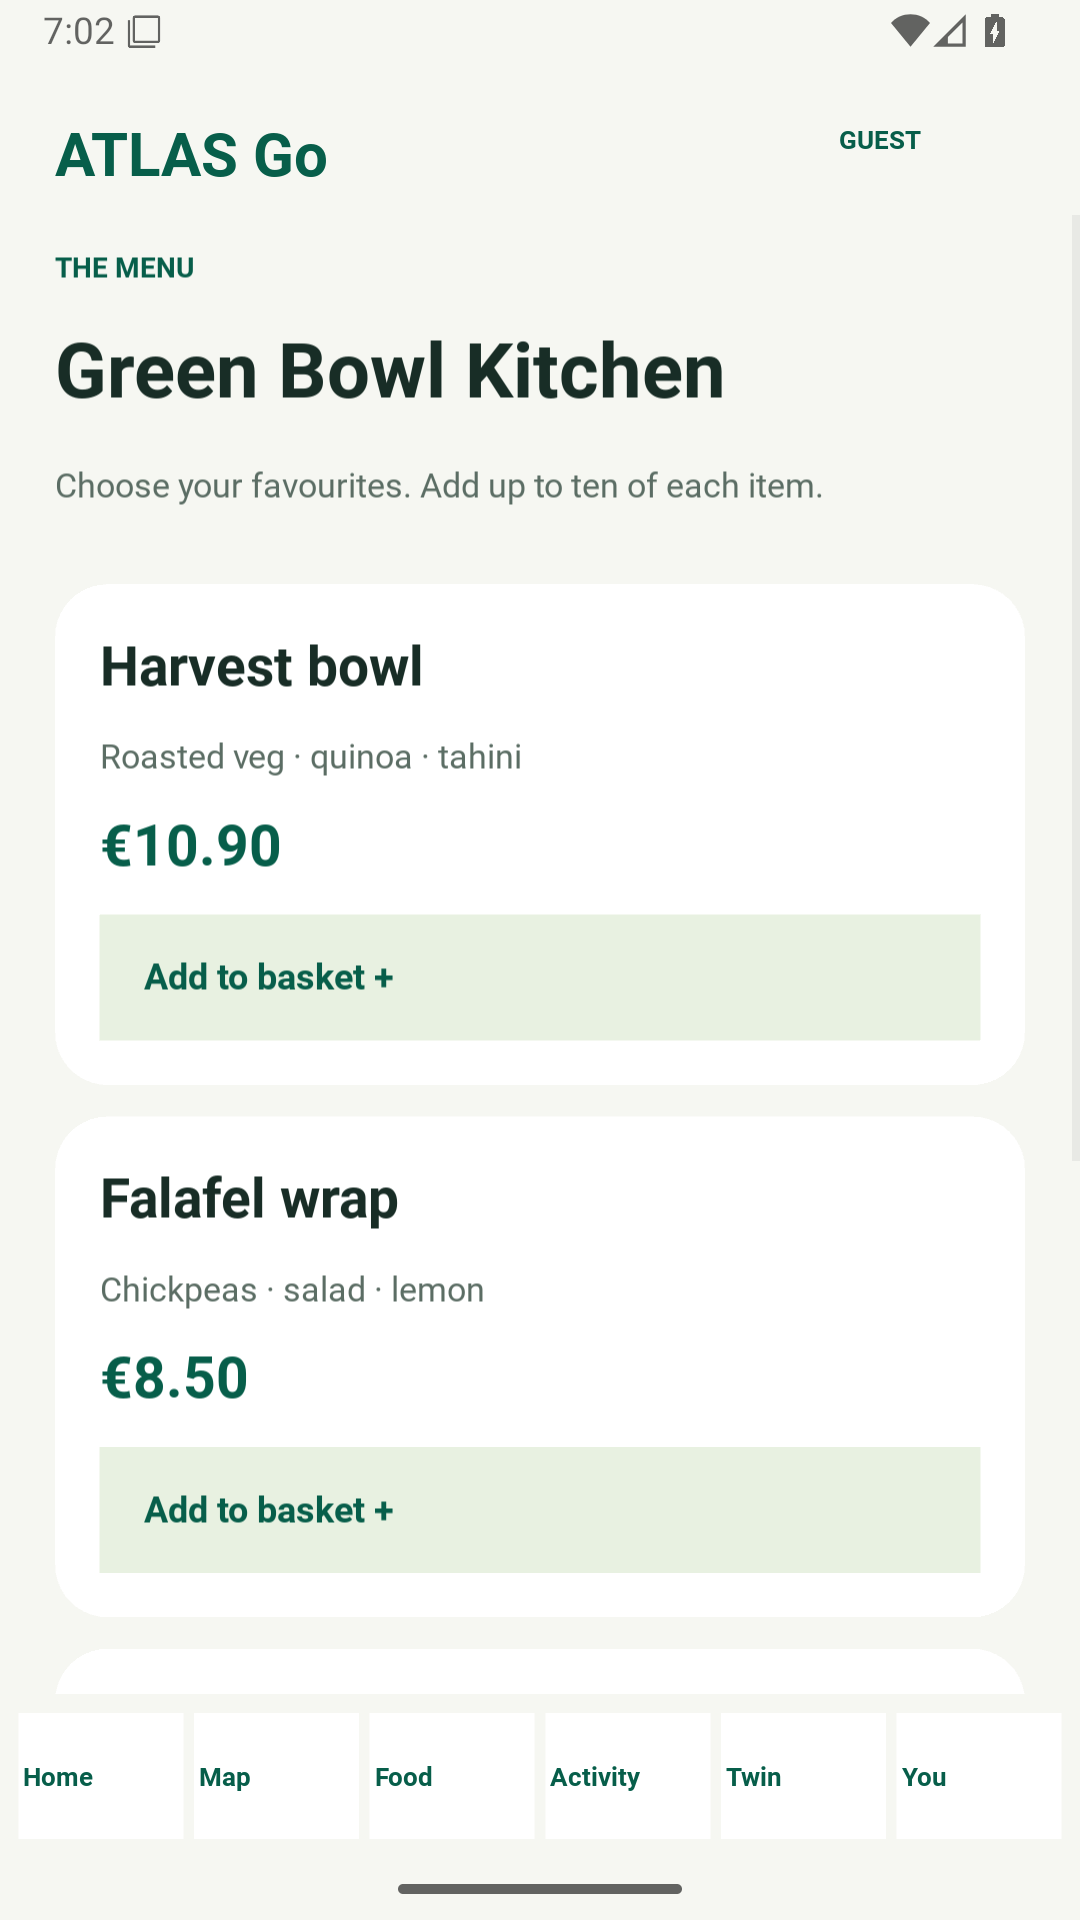 7:02
ATLAS Go
GUEST
THE MENU
Green Bowl Kitchen
Choose your favourites. Add up to ten of each item.
Harvest bowl
Roasted veg · quinoa · tahini
€10.90
Add to basket +
Falafel wrap
Chickpeas · salad · lemon
€8.50
Add to basket +
Home
Map
Food
Activity
Twin
You